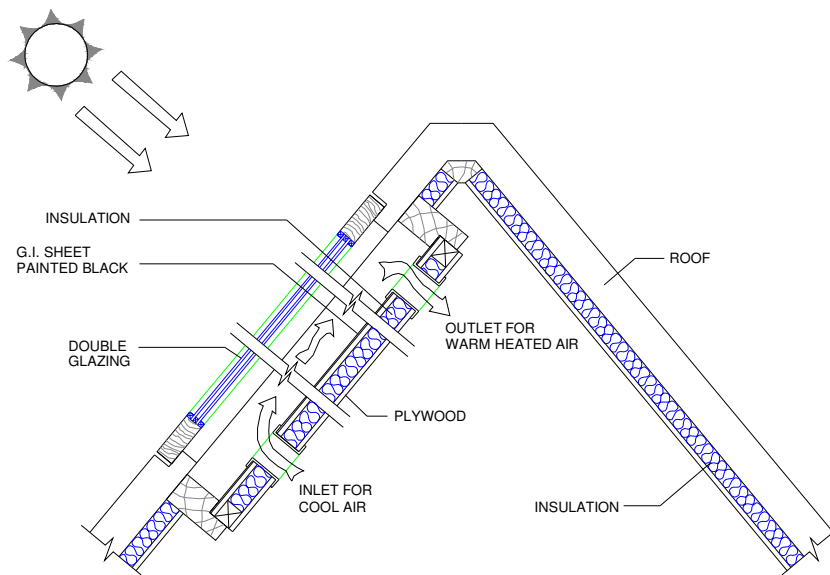 INSULATION
G.I. SHEET
PAINTED BLACK
ROOF
OUTLET FOR
WARM HEATED AIR
DOUBLE
GLAZING
PLYWOOD
INLET FOR
COOL AIR
INSULATION